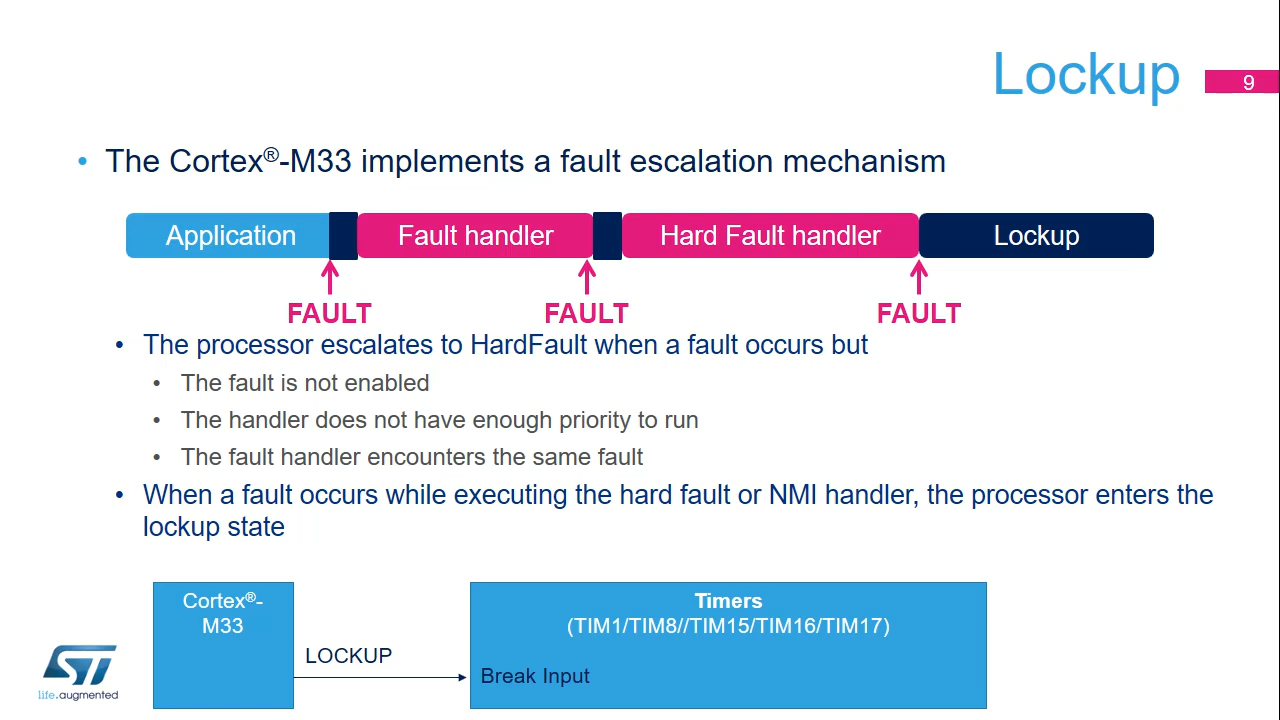 Lockup
9
• The Cortex®-M33 implements a fault escalation mechanism
Application
Fault handler
Hard Fault handler
Lockup
FAULT
FAULT
FAULT
• The processor escalates to HardFault when a fault occurs but
• The fault is not enabled
• The handler does not have enough priority to run
• The fault handler encounters the same fault
• When a fault occurs while executing the hard fault or NMI handler, the processor enters the
lockup state
Cortex®-
M33
LOCKUP
Timers
(TIM1/TIM8//TIM15/TIM16/TIM17)
Break Input
ST
life.augmented